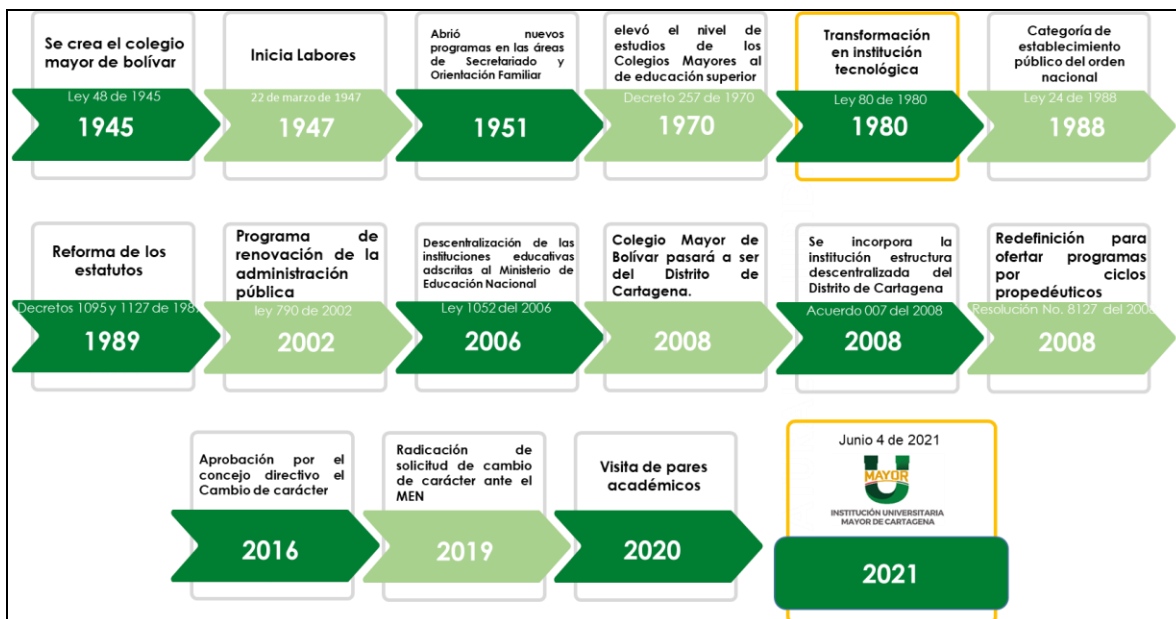 Se crea el colegio
mayor de bolívar
Ley 48 de 1945
1945
Inicia Labores
22 de marzo de 1947
1947
Abrió nuevos
programas en las áreas
de Secretariado y
Orientación Familiar
1951
elevó el nivel de
estudios de los
Colegios Mayores al
de educación superior
Decreto 257 de 1970
1970
Transformación
en institución
tecnológica
Ley 80 de 1980
1980
Categoría de
establecimiento
público del orden
nacional
Ley 24 de 1988
1988
Reforma de los
estatutos
Decretos 1095 y 1127 de
1989
Programa de
renovación de la
administración
pública
ley 790 de 2002
2002
Descentralización de las
instituciones educativas
adscritas al Ministerio de
Educación Nacional
Ley 1052 del 2006
2006
Colegio Mayor de
Bolívar pasará a ser
del Distrito de
Cartagena.
2008
Se incorpora la
institución estructura
descentralizada del
Distrito de Cartagena
Acuerdo 007 del 2008
2008
Redefinición para
ofertar programas
por ciclos
propedéuticos
Resolución No. 8127 del
2008
Aprobación por el
concejo directivo el
Cambio de carácter
2016
Radicación de
solicitud de cambio
de carácter ante el
MEN
2019
Visita de pares
académicos
2020
Junio 4 de 2021
U
MAYOR
INSTITUCIÓN UNIVERSITARIA
MAYOR DE CARTAGENA
2021